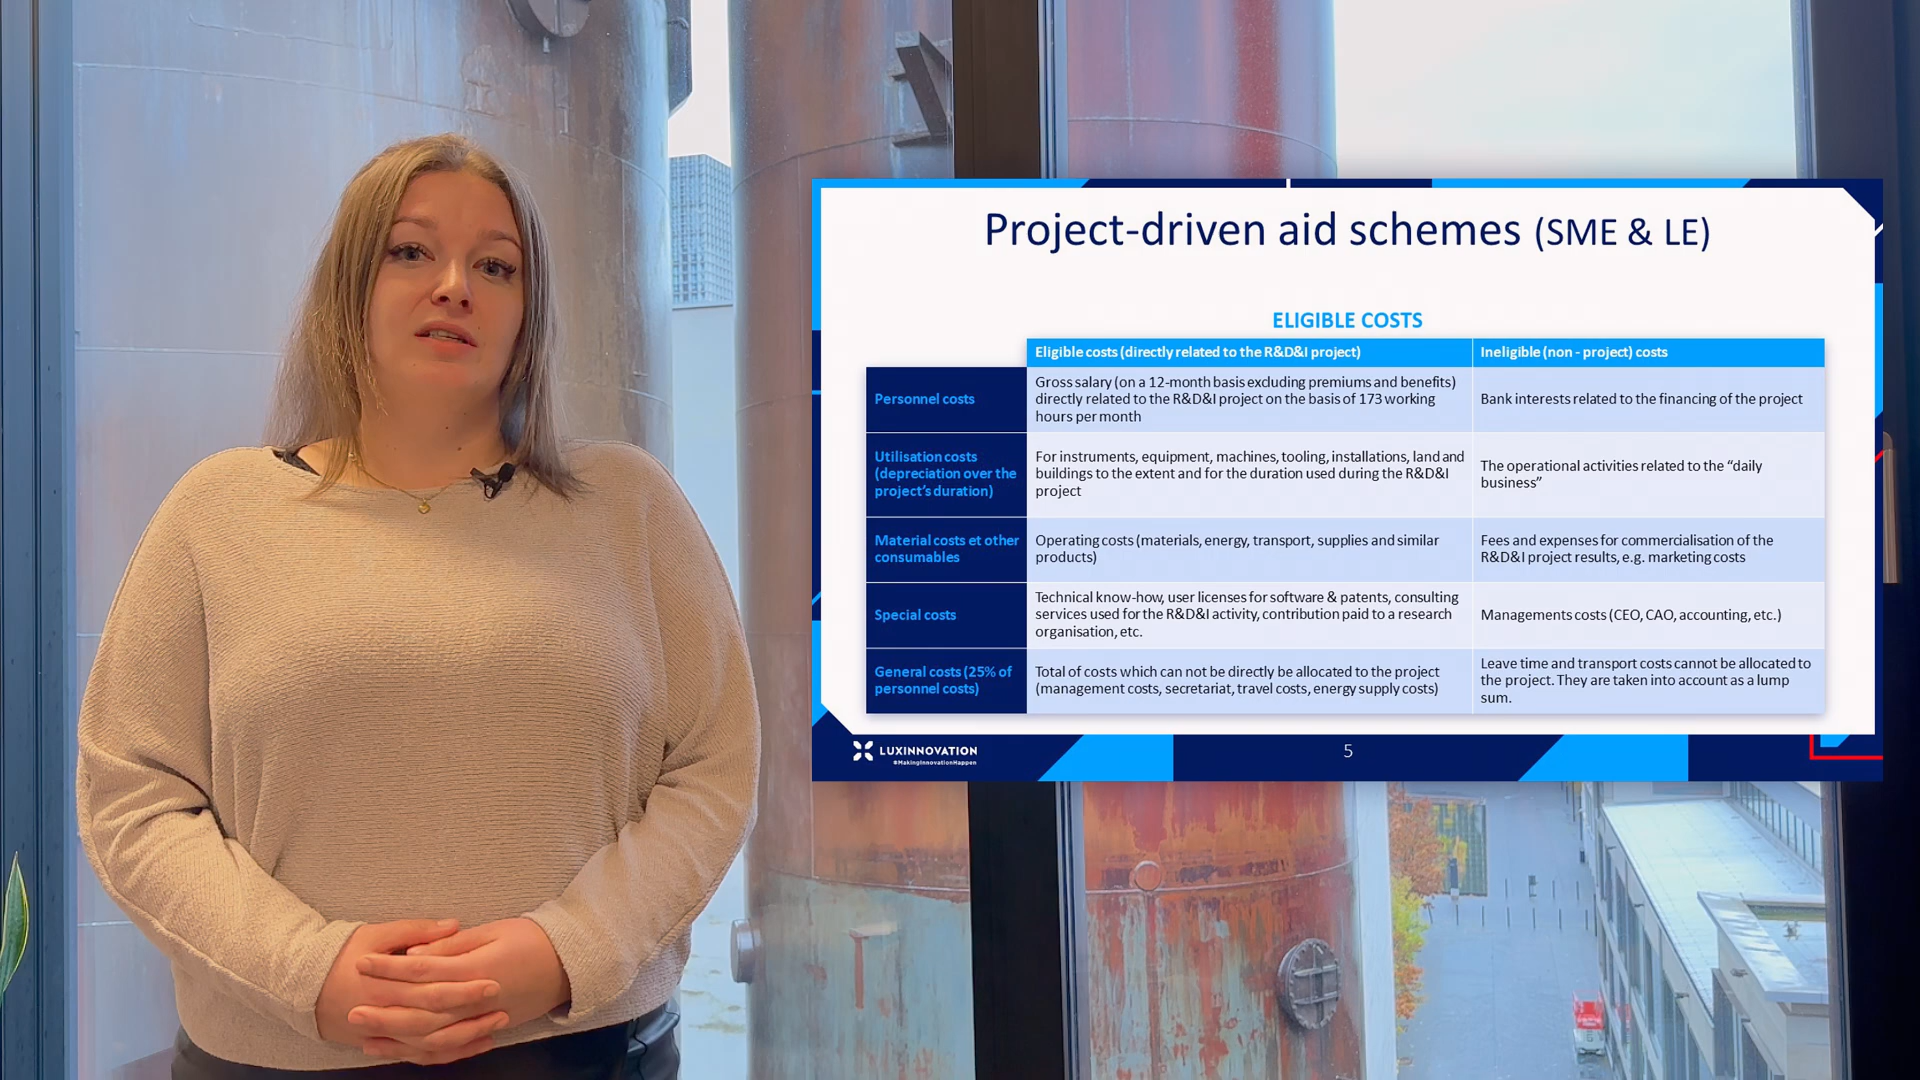 Project-driven aid schemes (SME & LE)
ELIGIBLE COSTS
Eligible costs (directly related to the R&D&I project)
Ineligible (non - project) costs
Personnel costs
Gross salary (on a 12-month basis excluding premiums and benefits)
directly related to the R&D&I project on the basis of 173 working
hours per month
Bank interests related to the financing of the project
Utilisation costs
(depreciation over the
project's duration)
For instruments, equipment, machines, tooling, installations, land and
buildings to the extent and for the duration used during the R&D&I
project
The operational activities related to the “daily
business”
Material costs et other
consumables
Operating costs (materials, energy, transport, supplies and similar
products)
Fees and expenses for commercialisation of the
R&D&I project results, e.g. marketing costs
Special costs
Technical know-how, user licenses for software & patents, consulting
services used for the R&D&I activity, contribution paid to a research
organisation, etc.
Managements costs (CEO, CAO, accounting, etc.)
General costs (25% of
personnel costs)
Total of costs which can not be directly be allocated to the project
(management costs, secretariat, travel costs, energy supply costs)
Leave time and transport costs cannot be allocated to
the project. They are taken into account as a lump
sum.
LUXINNOVATION
#MakingInnovationHappen
5